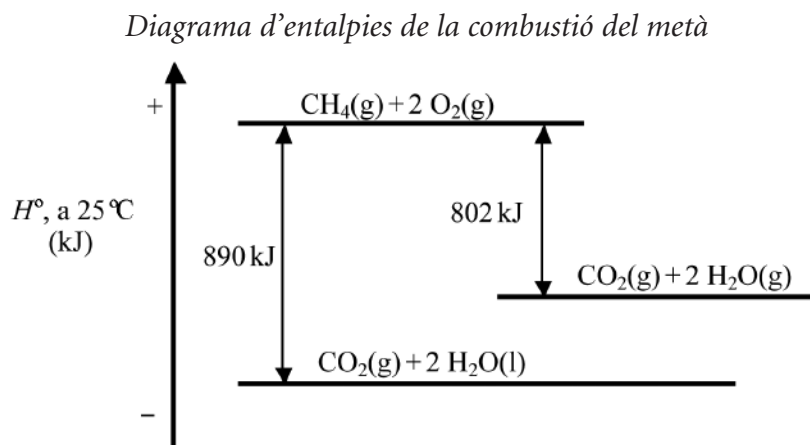 Diagrama d’entalpies de la combustió del metà
+
CH₄(g) + 2 O₂(g)
H°, a 25 °C
(kJ)
890 kJ
802 kJ
CO₂(g) + 2 H₂O(g)
CO₂(g) + 2 H₂O(l)
–